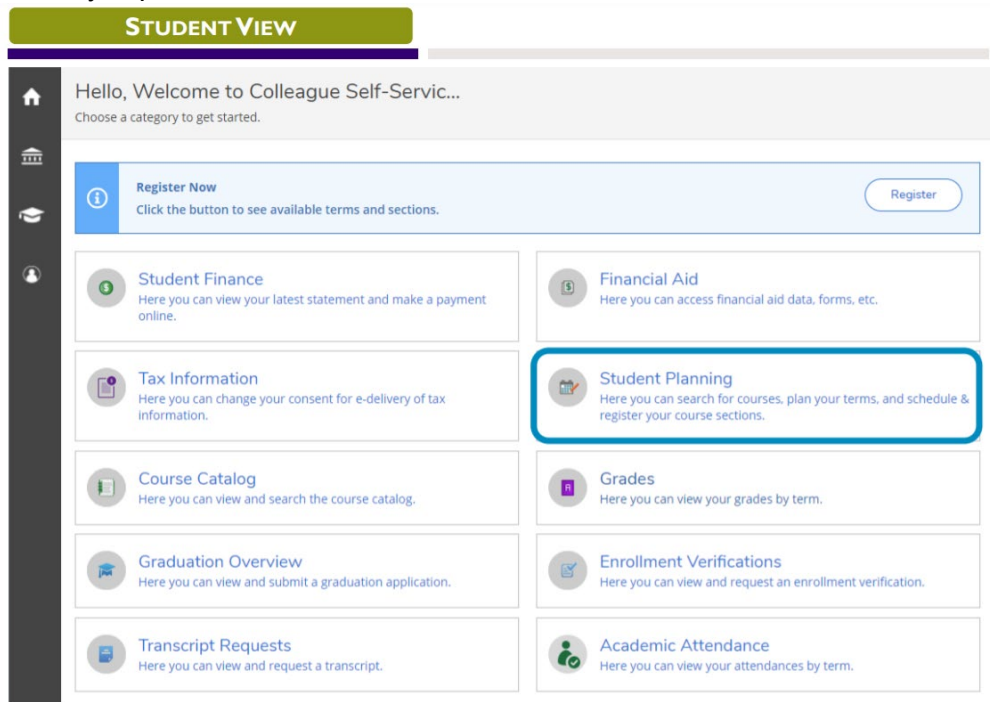 STUDENT VIEW
Hello, Welcome to Colleague Self-Servic...
Choose a category to get started.
Register Now
Click the button to see available terms and sections.
Register
Student Finance
Here you can view your latest statement and make a payment
online.
Financial Aid
Here you can access financial aid data, forms, etc.
Tax Information
Here you can change your consent for e-delivery of tax
information.
Student Planning
Here you can search for courses, plan your terms, and schedule &
register your course sections.
Course Catalog
Here you can view and search the course catalog.
Grades
Here you can view your grades by term.
Graduation Overview
Here you can view and submit a graduation application.
Enrollment Verifications
Here you can view and request an enrollment verification.
Transcript Requests
Here you can view and request a transcript.
Academic Attendance
Here you can view your attendances by term.